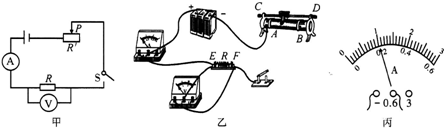 P
R'
S
A
R
V
甲
+ -
C D
A
B
E R F
乙
0 1 2 3
0 0.2 0.4 0.6
A
- 0.6 3
丙